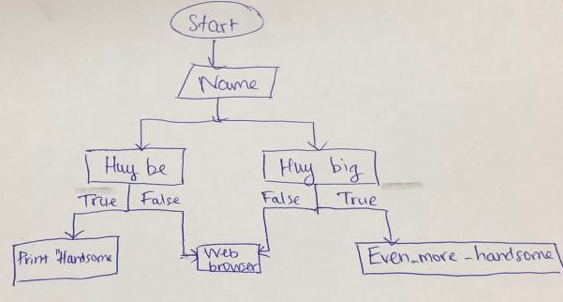 Start
Name
Huy be
Huy big
True
False
False
True
Print "Handsome
Web
browser
Even_more_handsome